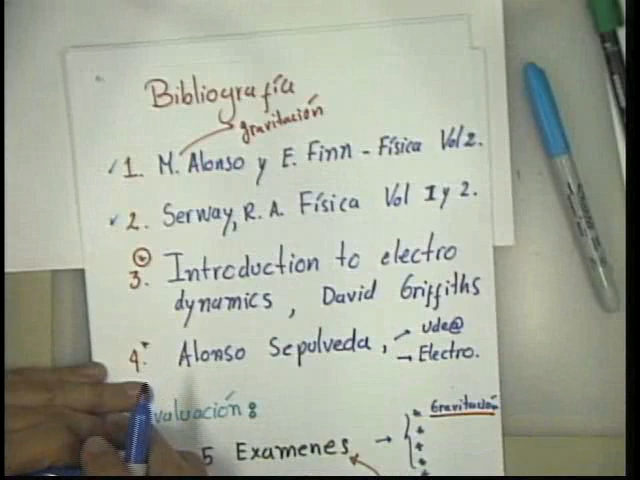 Bibliografía
gravitación
1. M. Alonso y E. Finn - Física Vol 2.
2. Serway, R. A. Física Vol 1 y 2.
3. Introduction to electro
dynamics, David Griffiths
4.* Alonso Sepulveda, → Ude@
→ Electro.
valuación:
5 Examenes → * Gravitación
*
*
*
*